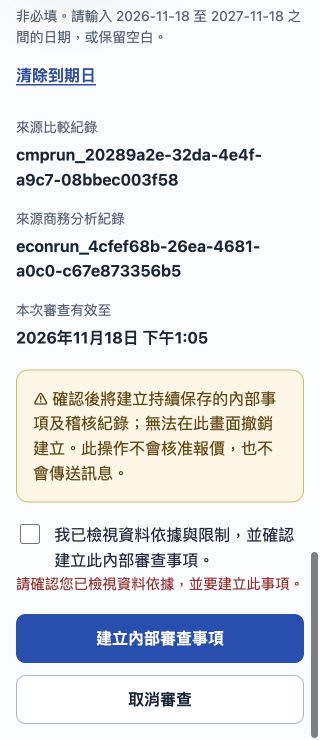 非必填。請輸入 2026-11-18 至 2027-11-18 之
間的日期，或保留空白。
清除到期日
來源比較紀錄
cmprun_20289a2e-32da-4e4f-
a9c7-08bbec003f58
來源商務分析紀錄
econrun_4cfef68b-26ea-4681-
a0c0-c67e873356b5
本次審查有效至
2026年11月18日 下午1:05
⚠ 確認後將建立持續保存的內部事
項及稽核紀錄；無法在此畫面撤銷
建立。此操作不會核准報價，也不
會傳送訊息。
我已檢視資料依據與限制，並確認
建立此內部審查事項。
請確認您已檢視資料依據，並要建立此事項。
建立內部審查事項
取消審查